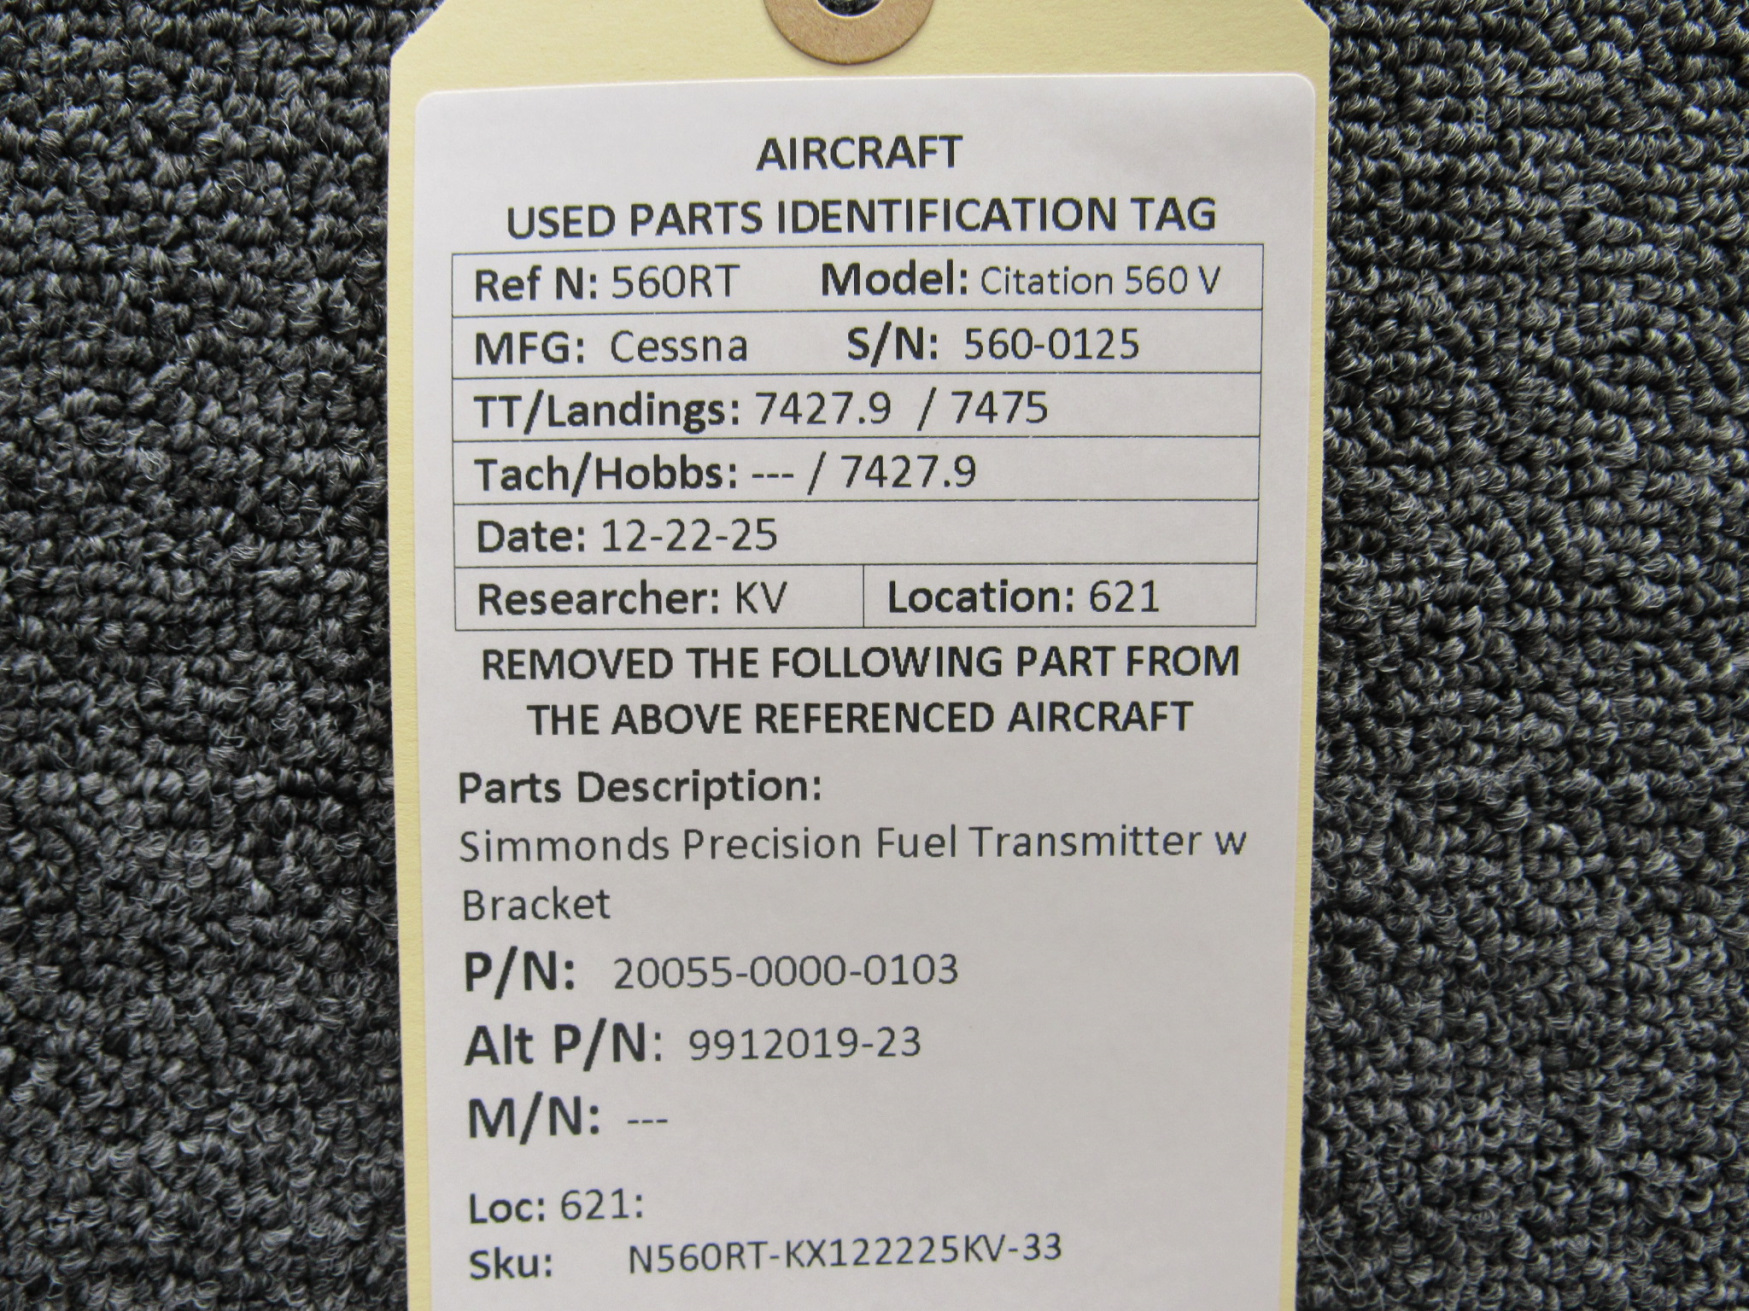 AIRCRAFT
USED PARTS IDENTIFICATION TAG
Ref N: 560RT Model: Citation 560 V
MFG: Cessna S/N: 560-0125
TT/Landings: 7427.9 / 7475
Tach/Hobbs: --- / 7427.9
Date: 12-22-25
Researcher: KV Location: 621
REMOVED THE FOLLOWING PART FROM
THE ABOVE REFERENCED AIRCRAFT
Parts Description:
Simmonds Precision Fuel Transmitter w
Bracket
P/N: 20055-0000-0103
Alt P/N: 9912019-23
M/N: ---
Loc: 621:
Sku: N560RT-KX122225KV-33